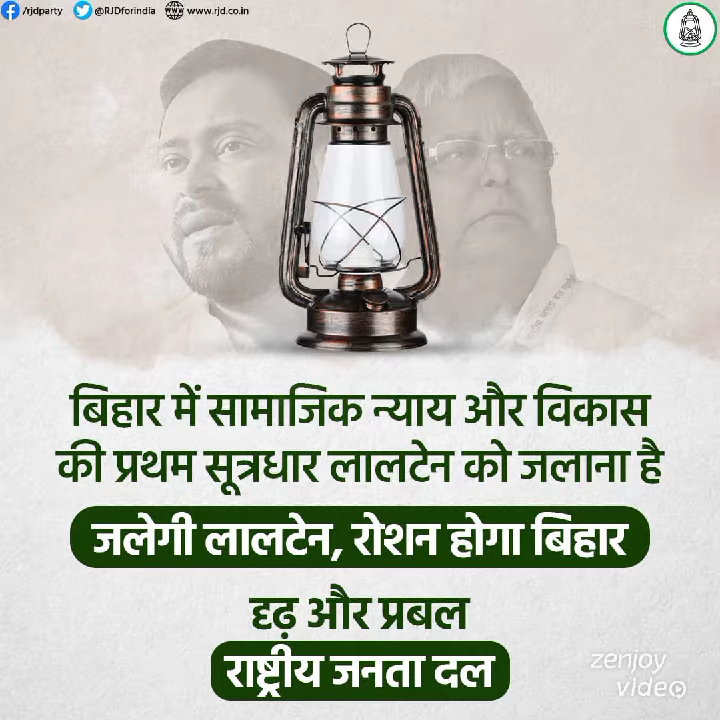 /rjdparty @RJDforindia www.rjd.co.in
बिहार में सामाजिक न्याय और विकास
की प्रथम सूत्रधार लालटेन को जलाना है
जलेगी लालटेन, रोशन होगा बिहार
दृढ़ और प्रबल
राष्ट्रीय जनता दल
zenjoy
video